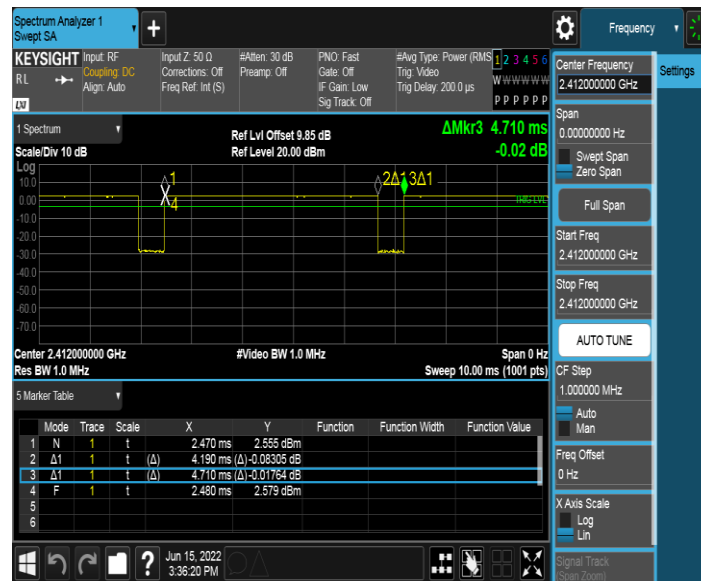 Spectrum Analyzer 1
Swept SA
Frequency
KEYSIGHT
RL
LXI
Input: RF
Coupling: DC
Align: Auto
Input Z: 50 Ω
Corrections: Off
Freq Ref: Int (S)
#Atten: 30 dB
Preamp: Off
PNO: Fast
Gate: Off
IF Gain: Low
Sig Track: Off
#Avg Type: Power (RMS
Trig: Video
Trig Delay: 200.0 µs
1 2 3 4 5 6
W W W W W W
P P P P P P
Settings
Center Frequency
2.412000000 GHz
Span
0.00000000 Hz
Swept Span
Zero Span
Full Span
Start Freq
2.412000000 GHz
Stop Freq
2.412000000 GHz
AUTO TUNE
CF Step
1.000000 MHz
Auto
Man
Freq Offset
0 Hz
X Axis Scale
Log
Lin
Signal Track
(Span Zoom)
1 Spectrum
Scale/Div 10 dB
Ref Lvl Offset 9.85 dB
Ref Level 20.00 dBm
ΔMkr3 4.710 ms
-0.02 dB
Log
10.0
0.00
-10.0
-20.0
-30.0
-40.0
-50.0
-60.0
-70.0
1
4
2Δ1
3Δ1
TRIG LVL
Center 2.412000000 GHz
Res BW 1.0 MHz
#Video BW 1.0 MHz
Span 0 Hz
Sweep 10.00 ms (1001 pts)
5 Marker Table
Mode Trace Scale X Y Function Function Width Function Value
1 N 1 t 2.470 ms 2.555 dBm
2 Δ1 1 t (Δ) 4.190 ms (Δ) -0.08305 dB
3 Δ1 1 t (Δ) 4.710 ms (Δ) -0.01764 dB
4 F 1 t 2.480 ms 2.579 dBm
5
6
?
Jun 15, 2022
3:36:20 PM